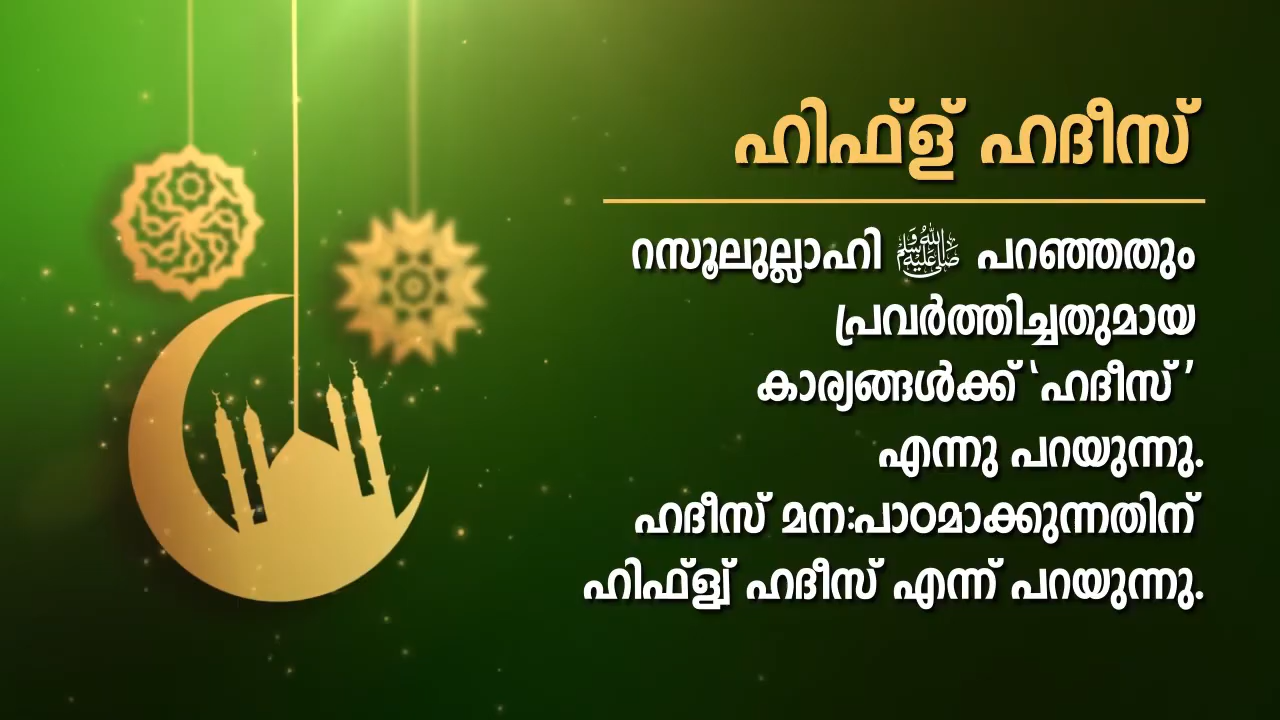 ഹിഫ്ള് ഹദീസ്
റസൂലുല്ലാഹി ﷺ പറഞ്ഞതും
പ്രവർത്തിച്ചതുമായ
കാര്യങ്ങൾക്ക് ‘ഹദീസ്’
എന്നു പറയുന്നു.
ഹദീസ് മന:പാഠമാക്കുന്നതിന്
ഹിഫ്ള്വ് ഹദീസ് എന്ന് പറയുന്നു.